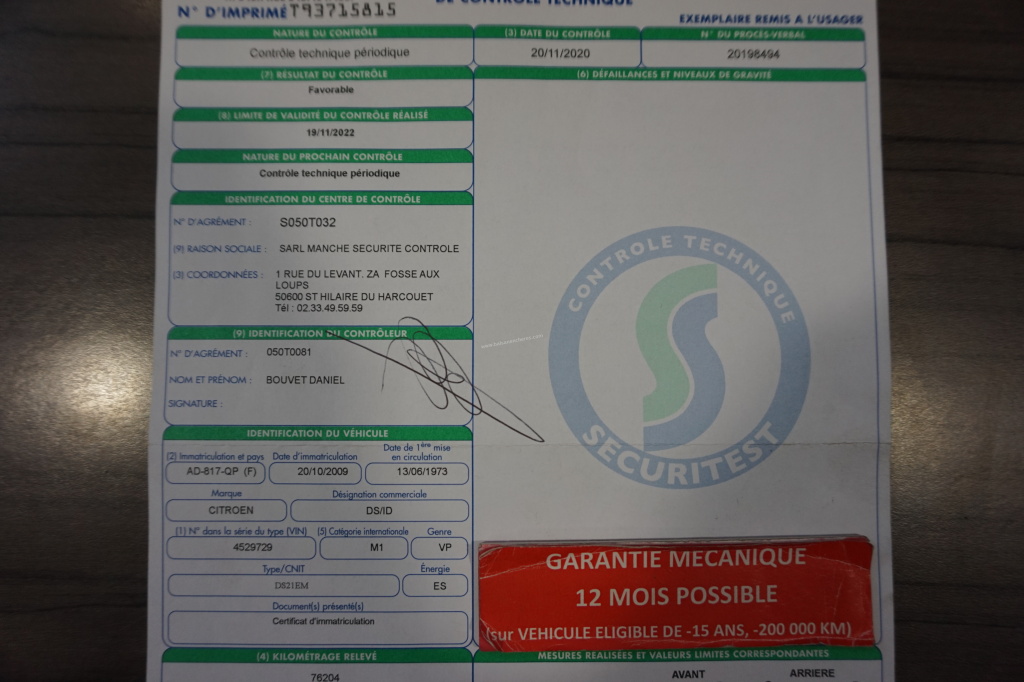 DE CONTRÔLE TECHNIQUE
N° D'IMPRIMÉ T93715815
EXEMPLAIRE REMIS A L'USAGER
NATURE DU CONTRÔLE
Contrôle technique périodique
(3) DATE DU CONTRÔLE
20/11/2020
N° DU PROCÈS-VERBAL
20198494
(7) RÉSULTAT DU CONTRÔLE
Favorable
(6) DÉFAILLANCES ET NIVEAUX DE GRAVITÉ
(8) LIMITE DE VALIDITÉ DU CONTRÔLE RÉALISÉ
19/11/2022
NATURE DU PROCHAIN CONTRÔLE
Contrôle technique périodique
IDENTIFICATION DU CENTRE DE CONTRÔLE
N° D'AGRÉMENT : S050T032
(9) RAISON SOCIALE : SARL MANCHE SECURITE CONTROLE
(3) COORDONNÉES : 1 RUE DU LEVANT. ZA FOSSE AUX
LOUPS
50600 ST HILAIRE DU HARCOUET
Tél : 02.33.49.59.59
(9) IDENTIFICATION DU CONTRÔLEUR
N° D'AGRÉMENT : 050T0081
NOM ET PRÉNOM : BOUVET DANIEL
SIGNATURE :
CONTROLE TECHNIQUE
SECURITEST
IDENTIFICATION DU VÉHICULE
(2) Immatriculation et pays
AD-817-QP (F)
Date d'immatriculation
20/10/2009
Date de 1ère mise
en circulation
13/06/1973
Marque
CITROEN
Désignation commerciale
DS/ID
(1) N° dans la série du type (VIN)
4529729
(5) Catégorie internationale
M1
Genre
VP
Type/CNIT
DS21EM
Énergie
ES
Document(s) présenté(s)
Certificat d'immatriculation
GARANTIE MECANIQUE
12 MOIS POSSIBLE
(sur VEHICULE ELIGIBLE DE -15 ANS, -200 000 KM)
(4) KILOMÉTRAGE RELEVÉ
76204
MESURES RÉALISÉES ET VALEURS LIMITES CORRESPONDANTES
AVANT ARRIERE